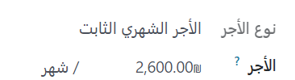 نوع الأجر الأجر الشهري الثابت
الأجر ? ₪2,600.00 / شهر